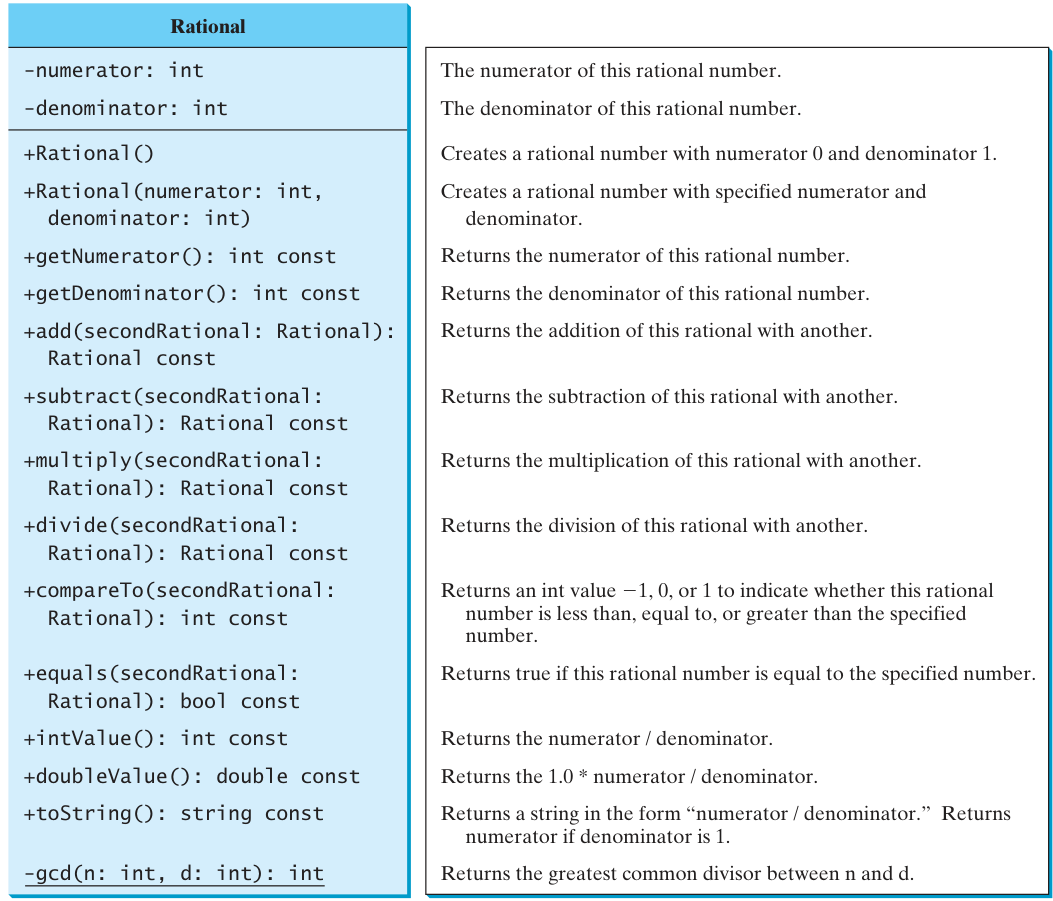 Rational
-numerator: int
The numerator of this rational number.
-denominator: int
The denominator of this rational number.
+Rational()
Creates a rational number with numerator 0 and denominator 1.
+Rational(numerator: int,
denominator: int)
Creates a rational number with specified numerator and
denominator.
+getNumerator(): int const
Returns the numerator of this rational number.
+getDenominator(): int const
Returns the denominator of this rational number.
+add(secondRational: Rational):
Rational const
Returns the addition of this rational with another.
+subtract(secondRational:
Rational): Rational const
Returns the subtraction of this rational with another.
+multiply(secondRational:
Rational): Rational const
Returns the multiplication of this rational with another.
+divide(secondRational:
Rational): Rational const
Returns the division of this rational with another.
+compareTo(secondRational:
Rational): int const
Returns an int value −1, 0, or 1 to indicate whether this rational
number is less than, equal to, or greater than the specified
number.
+equals(secondRational:
Rational): bool const
Returns true if this rational number is equal to the specified number.
+intValue(): int const
Returns the numerator / denominator.
+doubleValue(): double const
Returns the 1.0 * numerator / denominator.
+toString(): string const
Returns a string in the form “numerator / denominator.” Returns
numerator if denominator is 1.
-gcd(n: int, d: int): int
Returns the greatest common divisor between n and d.